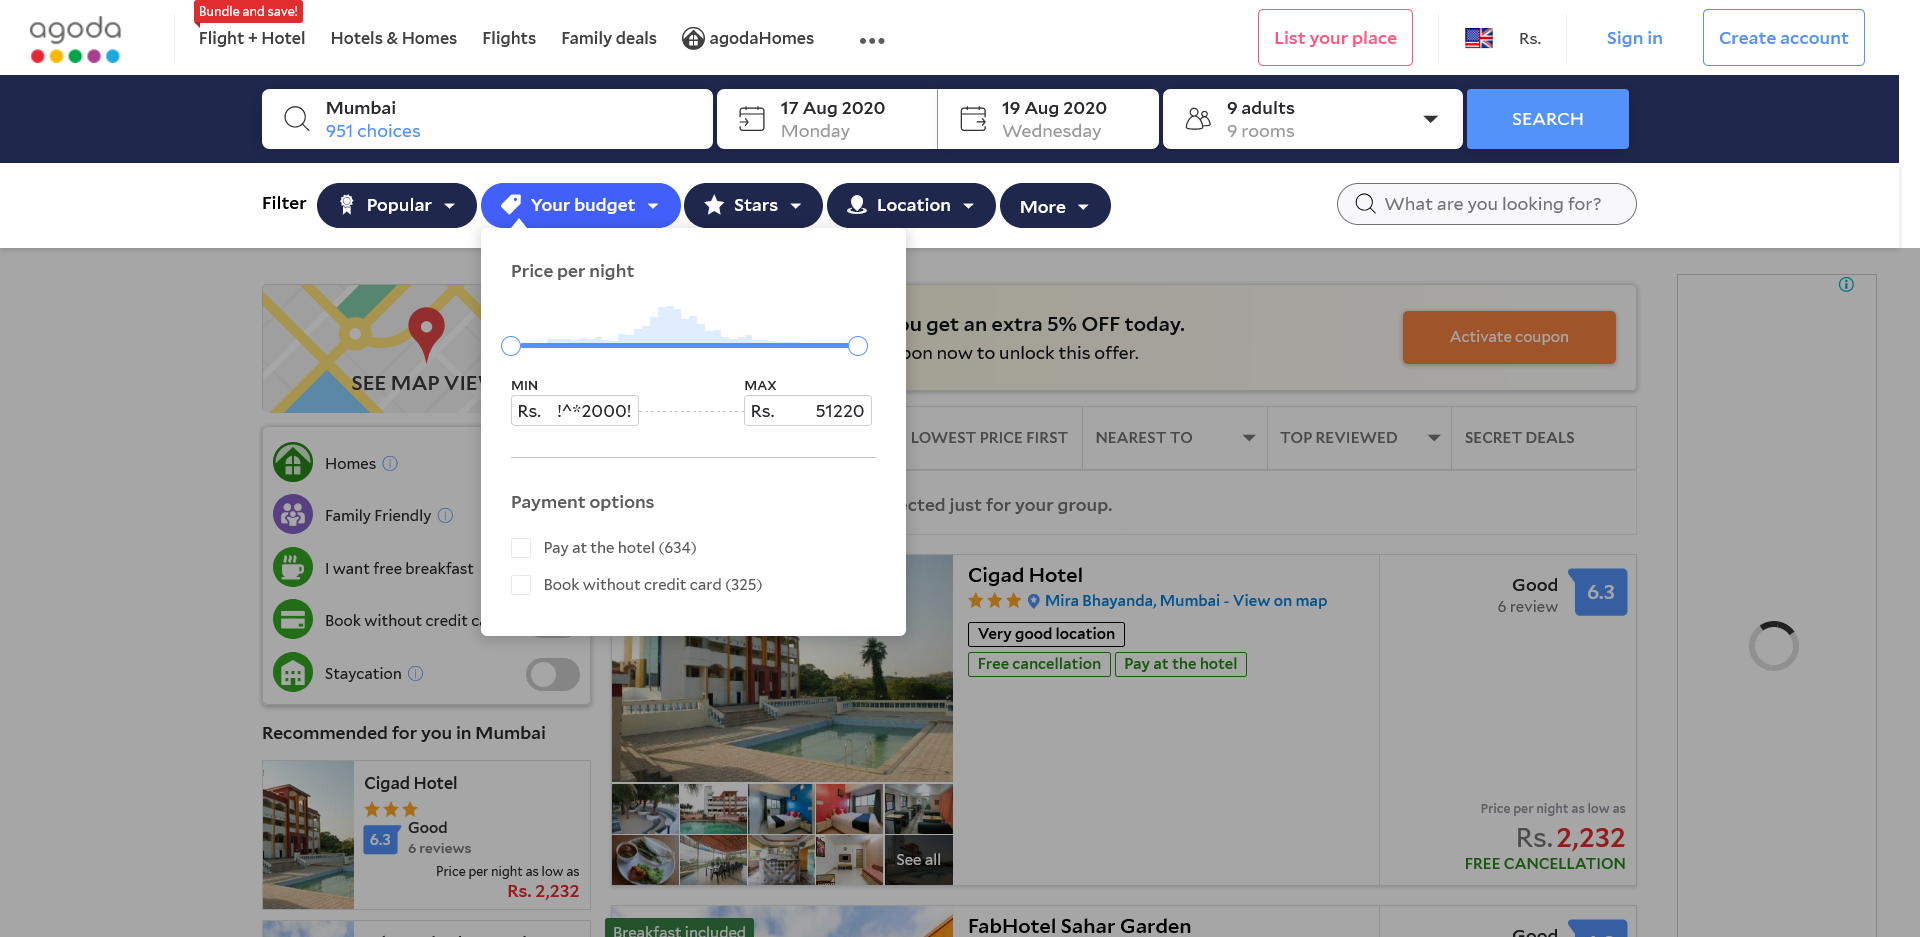 agoda
Bundle and save!
Flight + Hotel
Hotels & Homes
Flights
Family deals
agodaHomes
List your place
Rs.
Sign in
Create account
Mumbai
951 choices
17 Aug 2020
Monday
19 Aug 2020
Wednesday
9 adults
9 rooms
SEARCH
Filter
Popular
Your budget
Stars
Location
More
What are you looking for?
Price per night
MIN
Rs. !^*2000!
MAX
Rs. 51220
Payment options
Pay at the hotel (634)
Book without credit card (325)
SEE MAP VIE
Homes
Family Friendly
I want free breakfast
Book without credit c
Staycation
Recommended for you in Mumbai
Cigad Hotel
6.3
Good
6 reviews
Price per night as low as
Rs. 2,232
u get an extra 5% OFF today.
pon now to unlock this offer.
Activate coupon
LOWEST PRICE FIRST
NEAREST TO
TOP REVIEWED
SECRET DEALS
cted just for your group.
Cigad Hotel
Mira Bhayanda, Mumbai - View on map
Very good location
Free cancellation
Pay at the hotel
Good
6 review
6.3
See all
Price per night as low as
Rs. 2,232
FREE CANCELLATION
Breakfast included
FabHotel Sahar Garden
Good